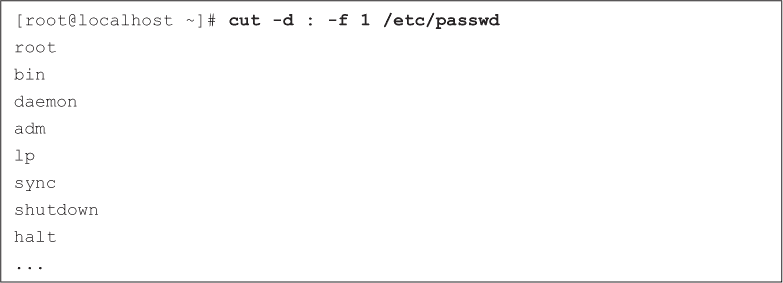 [root@localhost ~]# cut -d : -f 1 /etc/passwd
root
bin
daemon
adm
lp
sync
shutdown
halt
...